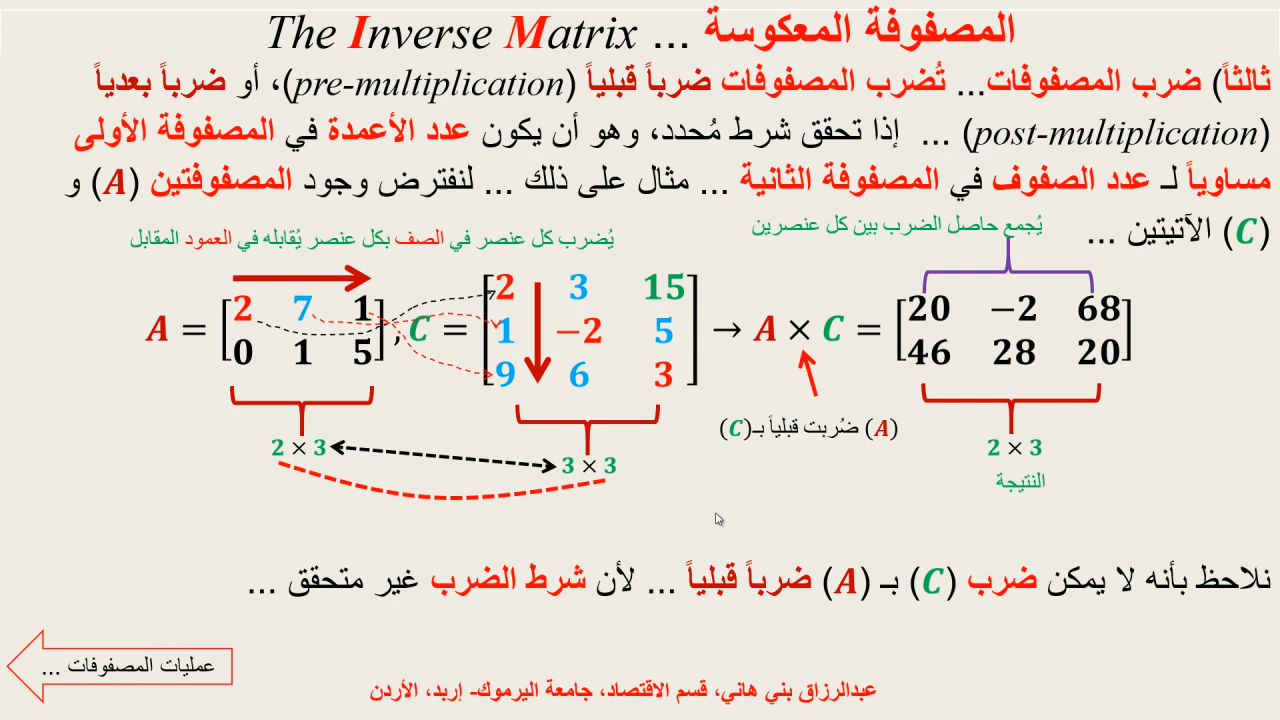 المصفوفة المعكوسة ... The Inverse Matrix
ثالثاً) ضرب المصفوفات... تُضرب المصفوفات ضرباً قبلياً (pre-multiplication)، أو ضرباً بعدياً
(post-multiplication) ... إذا تحقق شرط مُحدد، وهو أن يكون عدد الأعمدة في المصفوفة الأولى
مساوياً لـ عدد الصفوف في المصفوفة الثانية ... مثال على ذلك ... لنفترض وجود المصفوفتين (A) و
(C) الآتيتين ...
يُجمع حاصل الضرب بين كل عنصرين
يُضرب كل عنصر في الصف بكل عنصر يُقابله في العمود المقابل
A = [2 7 1
0 1 5]
, C = [2 3 15
1 −2 5
9 6 3]
→ A × C = [20 −2 68
46 28 20]
(A) ضُربت قبلياً بـ(C)
2 × 3
3 × 3
2 × 3
النتيجة
نلاحظ بأنه لا يمكن ضرب (C) بـ (A) ضرباً قبلياً ... لأن شرط الضرب غير متحقق ...
عمليات المصفوفات ...
عبدالرزاق بني هاني، قسم الاقتصاد، جامعة اليرموك- إربد، الأردن